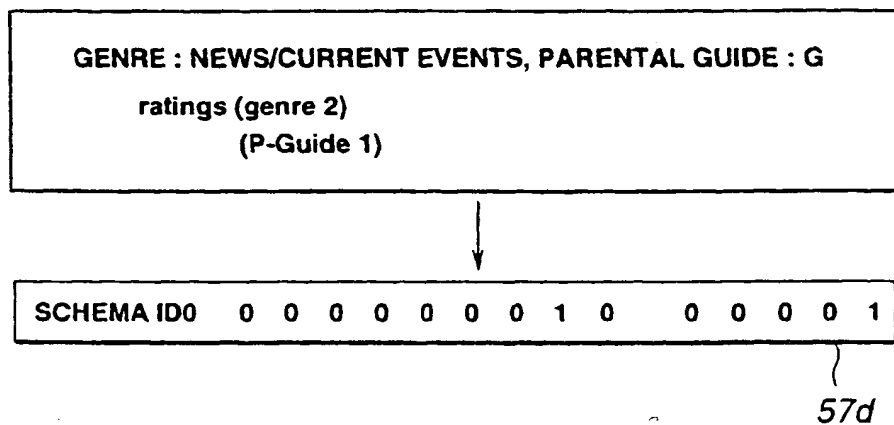 GENRE : NEWS/CURRENT EVENTS, PARENTAL GUIDE : G
ratings (genre 2)
(P-Guide 1)
SCHEMA ID0 0 0 0 0 0 0 0 1 0 0 0 0 0 1
57d